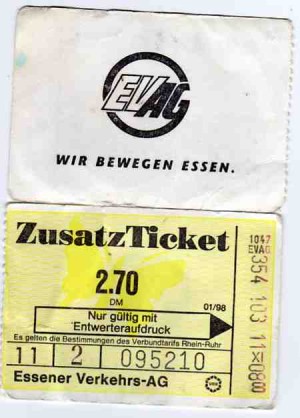 EVAG
WIR BEWEGEN ESSEN.
ZusatzTicket
2.70
DM
01/98
Nur gültig mit
Entwerteraufdruck
Es gelten die Bestimmungen des Verbundtarifs Rhein-Ruhr
11 2 095210
Essener Verkehrs-AG
1047
EVAG
354 103 11